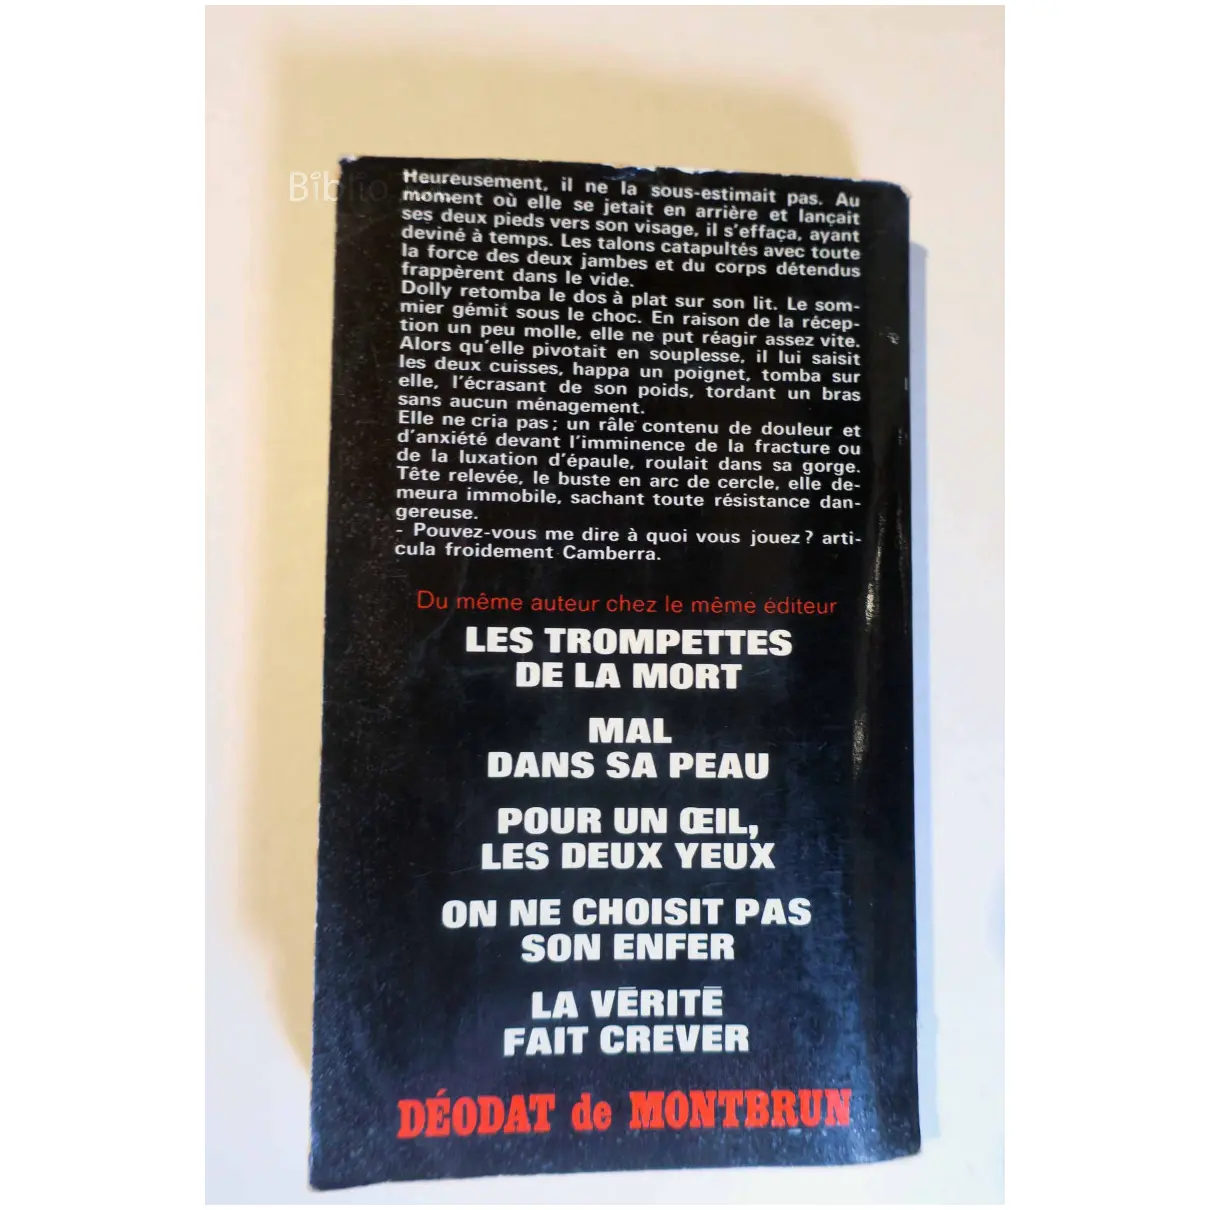 Biblio
Heureusement, il ne la sous-estimait pas. Au
moment où elle se jetait en arrière et lançait
ses deux pieds vers son visage, il s'effaça, ayant
deviné à temps. Les talons catapultés avec toute
la force des deux jambes et du corps détendus
frappèrent dans le vide.
Dolly retomba le dos à plat sur son lit. Le som-
mier gémit sous le choc. En raison de la récep-
tion un peu molle, elle ne put réagir assez vite.
Alors qu'elle pivotait en souplesse, il lui saisit
les deux cuisses, happa un poignet, tomba sur
elle, l'écrasant de son poids, tordant un bras
sans aucun ménagement.
Elle ne cria pas ; un râle contenu de douleur et
d'anxiété devant l'imminence de la fracture ou
de la luxation d'épaule, roulait dans sa gorge.
Tête relevée, le buste en arc de cercle, elle de-
meura immobile, sachant toute résistance dan-
gereuse.
- Pouvez-vous me dire à quoi vous jouez ? arti-
cula froidement Camberra.
Du même auteur chez le même éditeur
LES TROMPETTES
DE LA MORT
MAL
DANS SA PEAU
POUR UN ŒIL,
LES DEUX YEUX
ON NE CHOISIT PAS
SON ENFER
LA VÉRITÉ
FAIT CREVER
DÉODAT de MONTBRUN